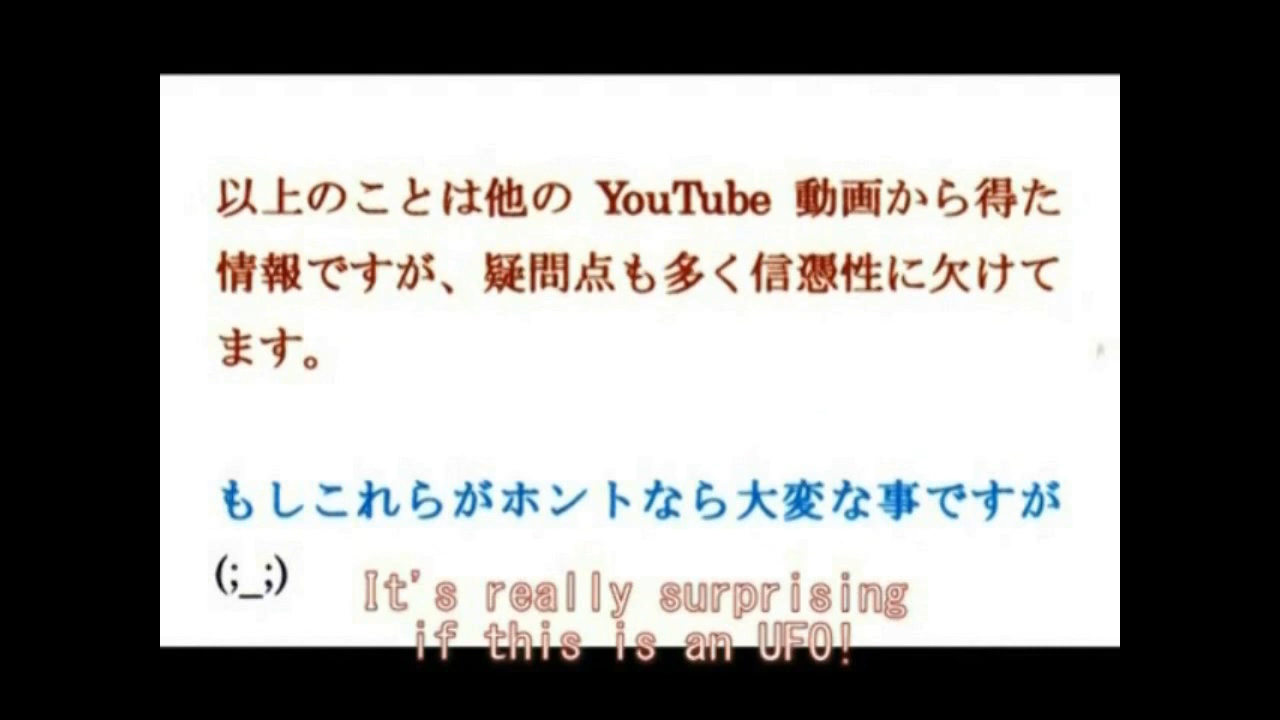 以上のことは他の YouTube 動画から得た
情報ですが、疑問点も多く信憑性に欠けて
ます。
もしこれらがホントなら大変な事ですが
(;_;)
It's really surprising
if this is an UFO!